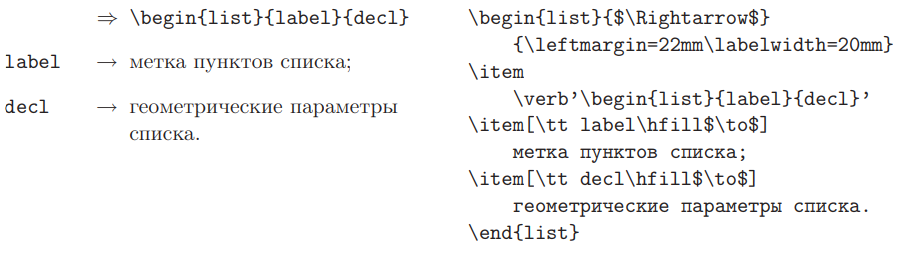 ⇒ \begin{list}{label}{decl}
label → метка пунктов списка;
decl → геометрические параметры
списка.
\begin{list}{$\Rightarrow$}
{\leftmargin=22mm\labelwidth=20mm}
\item
\verb’\begin{list}{label}{decl}’
\item[\tt label\hfill$\to$]
метка пунктов списка;
\item[\tt decl\hfill$\to$]
геометрические параметры списка.
\end{list}